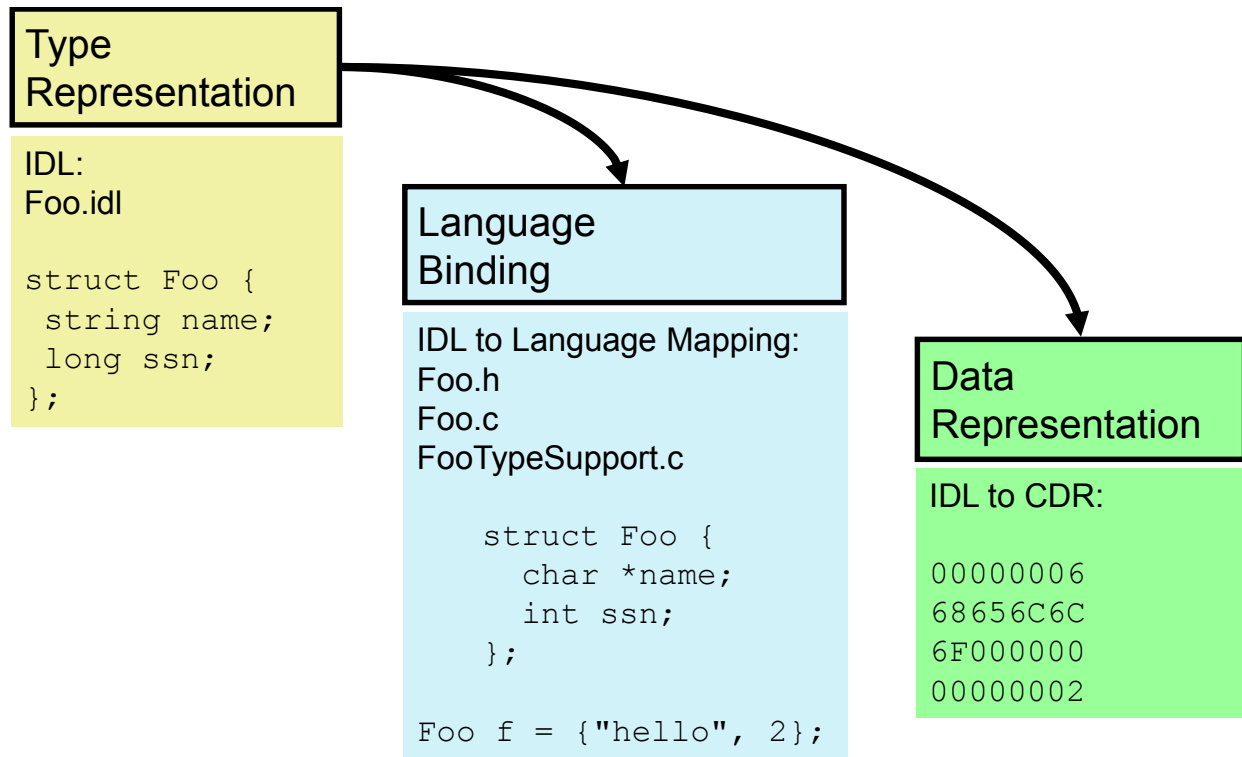 Type
Representation
IDL:
Foo.idl
struct Foo {
 string name;
 long ssn;
};
Language
Binding
IDL to Language Mapping:
Foo.h
Foo.c
FooTypeSupport.c
struct Foo {
  char *name;
  int ssn;
};
Foo f = {"hello", 2};
Data
Representation
IDL to CDR:
00000006
68656C6C
6F000000
00000002